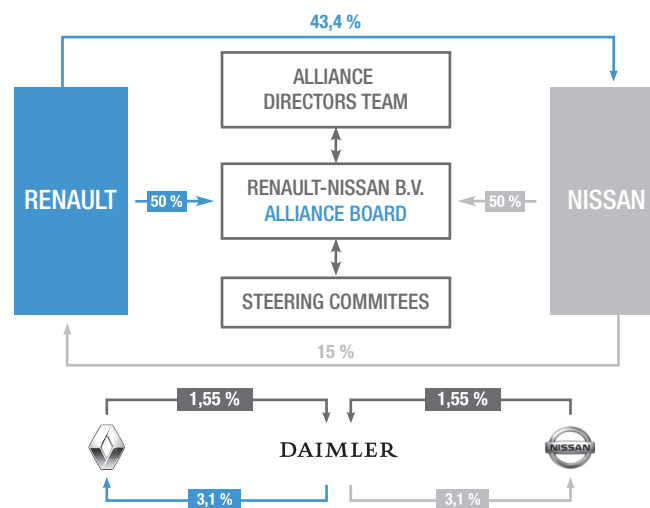 43,4 %
ALLIANCE
DIRECTORS TEAM
RENAULT
50 %
RENAULT-NISSAN B.V.
ALLIANCE BOARD
50 %
NISSAN
STEERING COMMITEES
15 %
1,55 %
1,55 %
DAIMLER
NISSAN
3,1 %
3,1 %